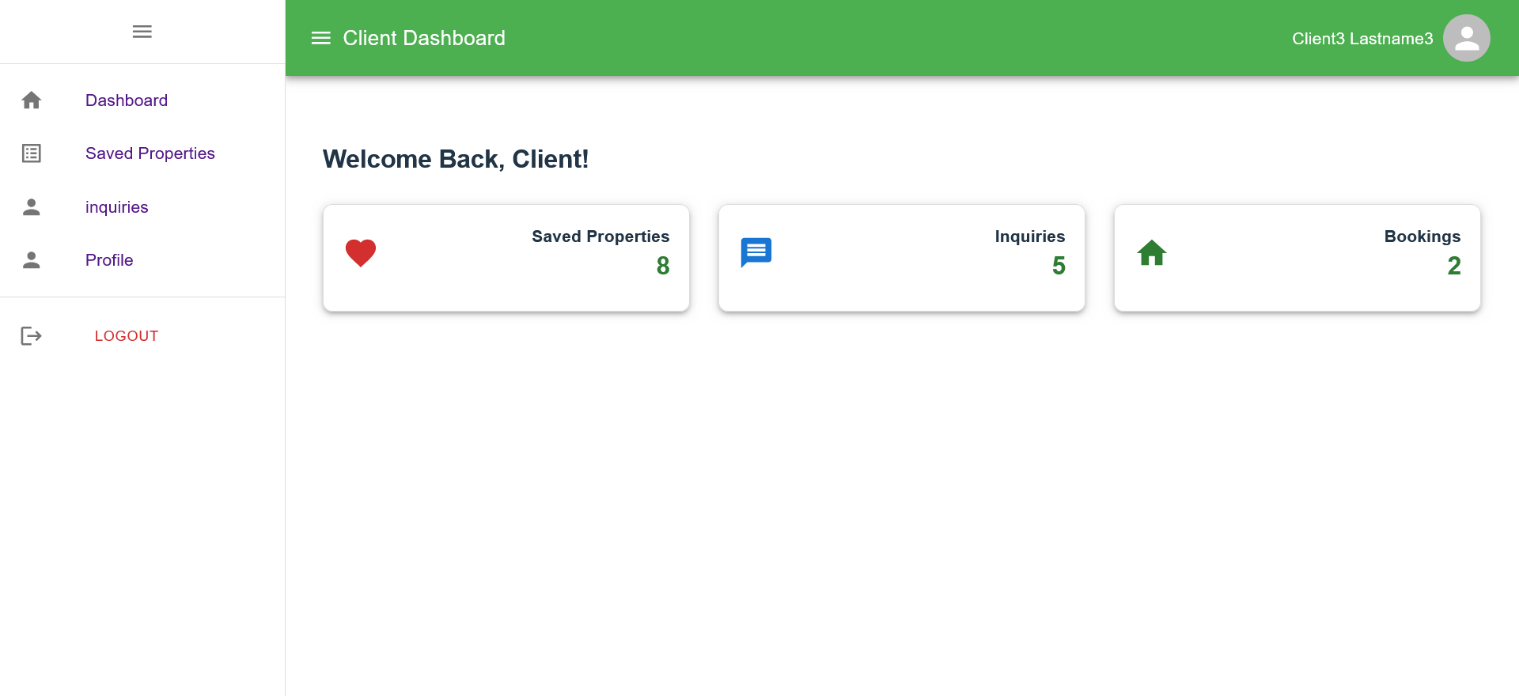 Client Dashboard
Client3 Lastname3
Dashboard
Saved Properties
inquiries
Profile
LOGOUT
Welcome Back, Client!
Saved Properties
8
Inquiries
5
Bookings
2